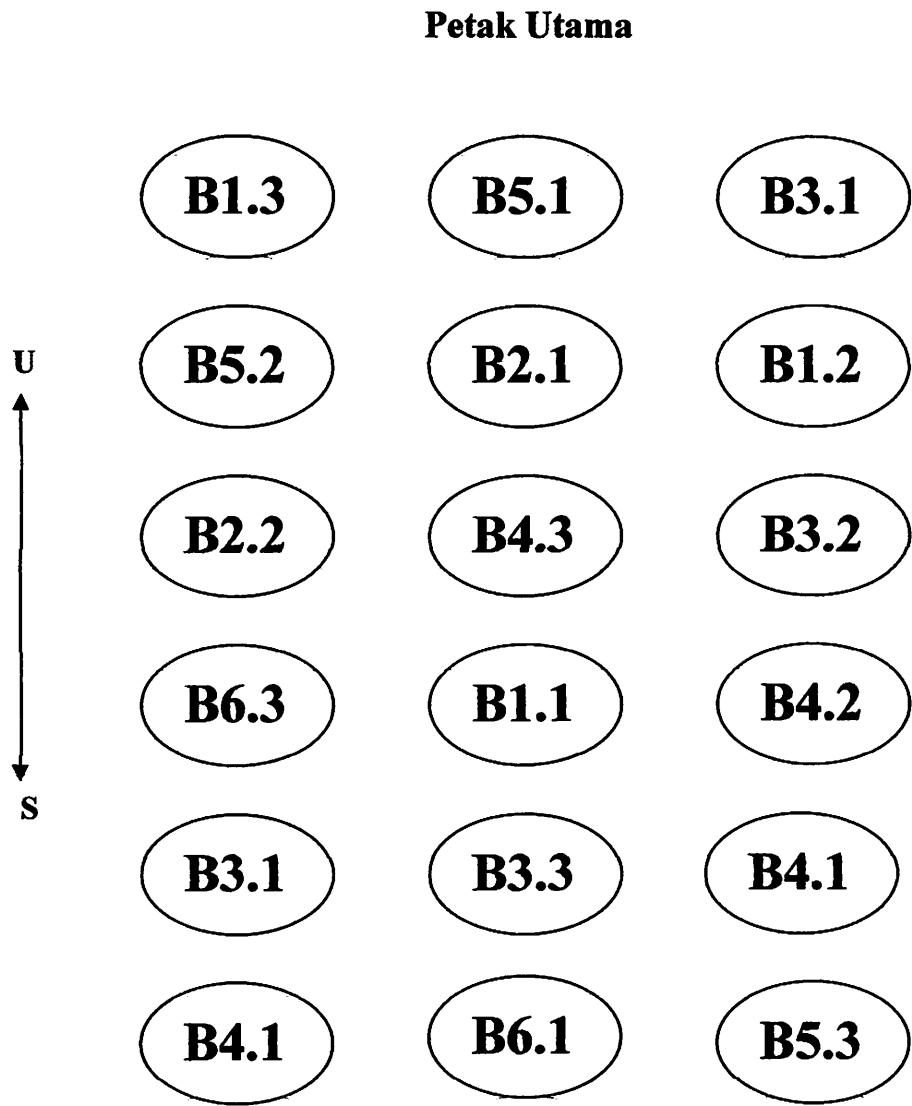 Petak Utama
B1.3 B5.1 B3.1
U
B5.2 B2.1 B1.2
B2.2 B4.3 B3.2
B6.3 B1.1 B4.2
S
B3.1 B3.3 B4.1
B4.1 B6.1 B5.3